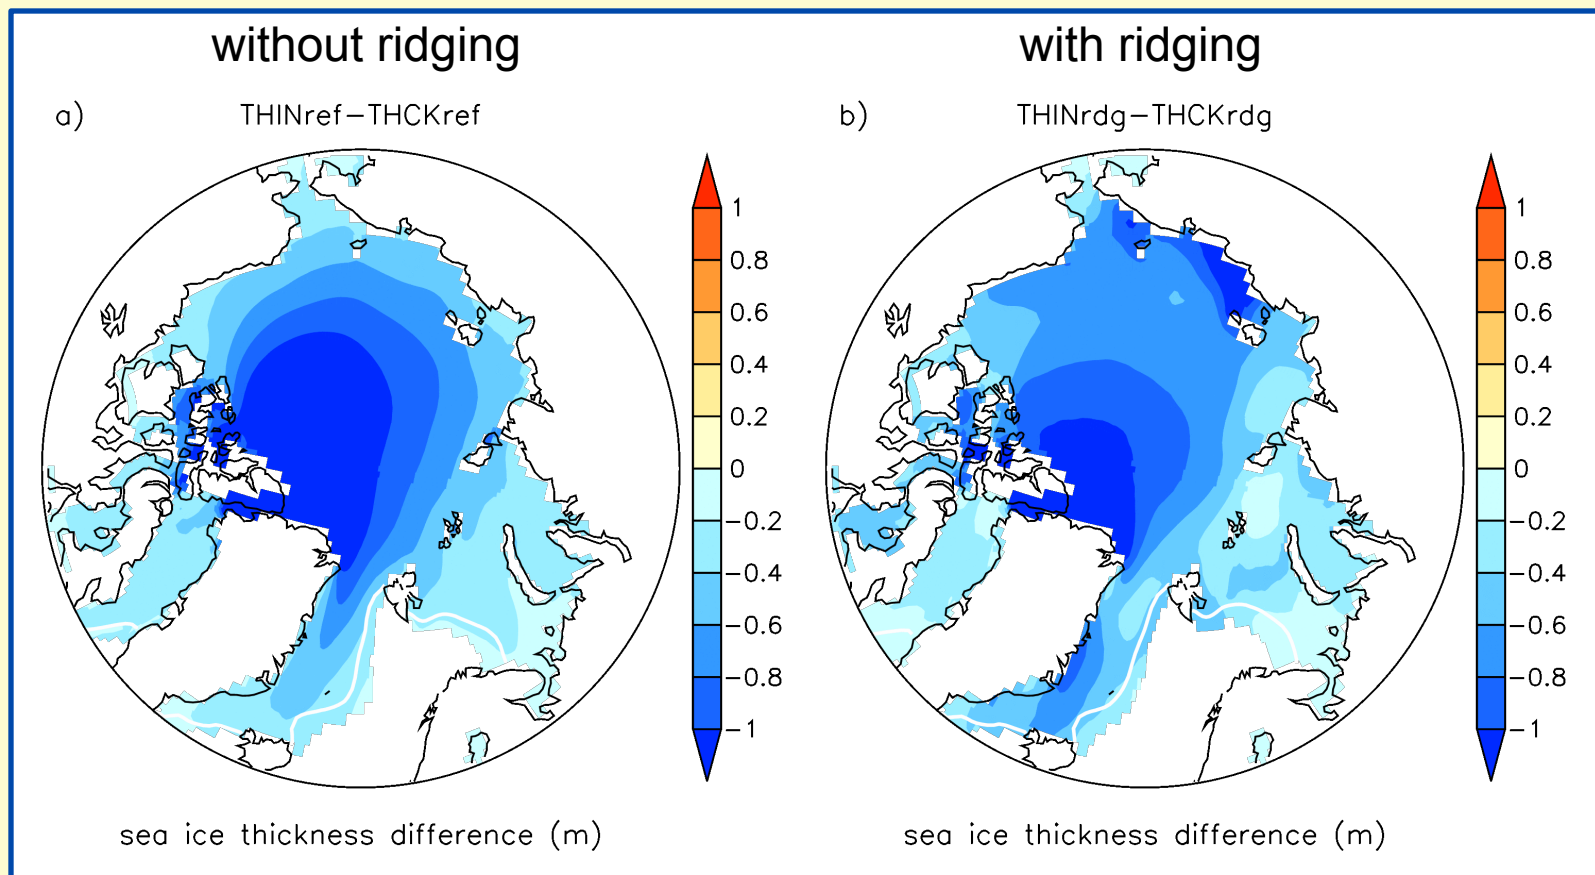 without ridging
with ridging
a)
THINref−THCKref
b)
THINrdg−THCKrdg
1
0.8
0.6
0.4
0.2
0
−0.2
−0.4
−0.6
−0.8
−1
1
0.8
0.6
0.4
0.2
0
−0.2
−0.4
−0.6
−0.8
−1
sea ice thickness difference (m)
sea ice thickness difference (m)